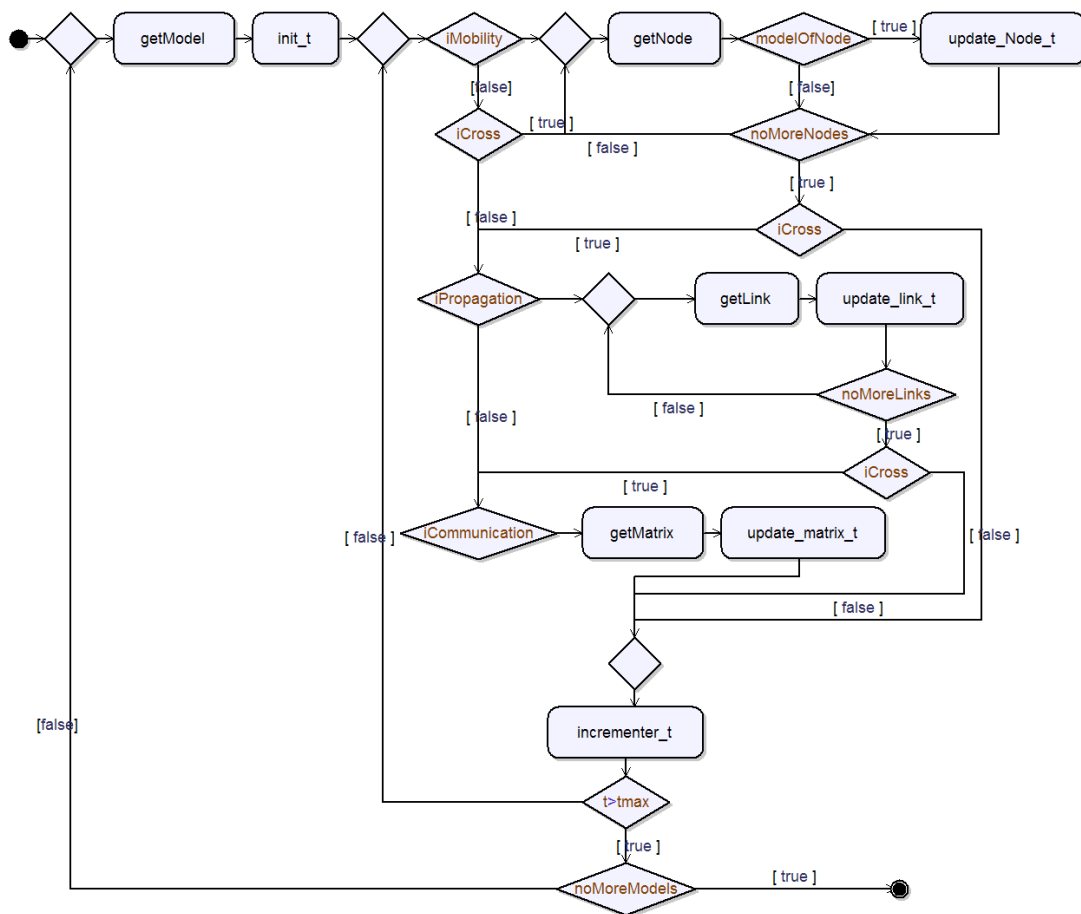 getModel
init_t
iMobility
getNode
modelOfNode
[ true ]
update_Node_t
[false]
[ false]
iCross
[ true ]
[ false ]
noMoreNodes
[ true ]
[ false ]
iCross
[ true ]
iPropagation
getLink
update_link_t
noMoreLinks
[ false ]
[ false ]
[ true ]
iCross
[ true ]
iCommunication
getMatrix
update_matrix_t
[ false ]
[ false ]
[ false ]
[false]
incrementer_t
t>tmax
[ true ]
noMoreModels
[ true ]